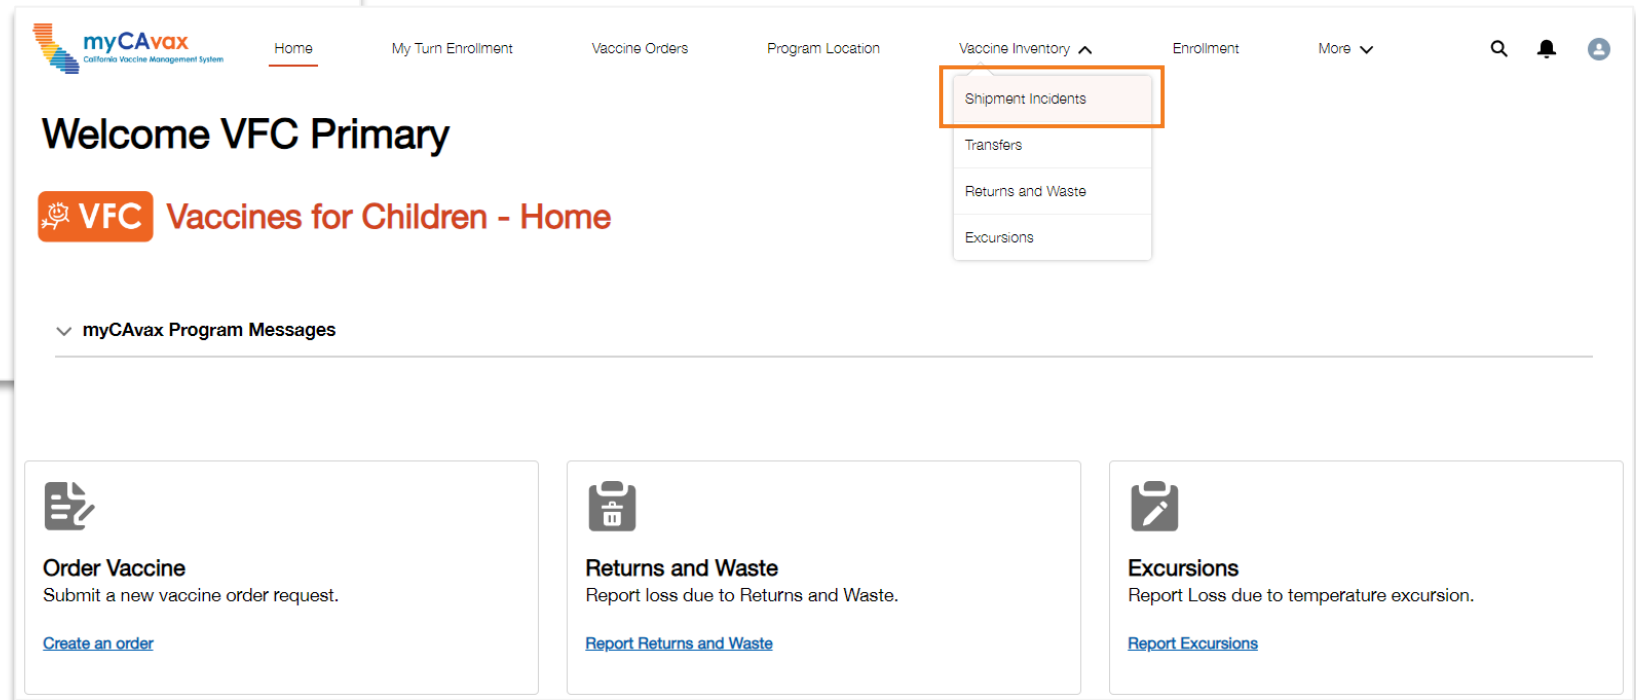 myCAvax
California Vaccine Management System
Home
My Turn Enrollment
Vaccine Orders
Program Location
Vaccine Inventory
Enrollment
More
Shipment Incidents
Transfers
Returns and Waste
Excursions
Welcome VFC Primary
VFC
Vaccines for Children - Home
myCAvax Program Messages
Order Vaccine
Submit a new vaccine order request.
Create an order
Returns and Waste
Report loss due to Returns and Waste.
Report Returns and Waste
Excursions
Report Loss due to temperature excursion.
Report Excursions